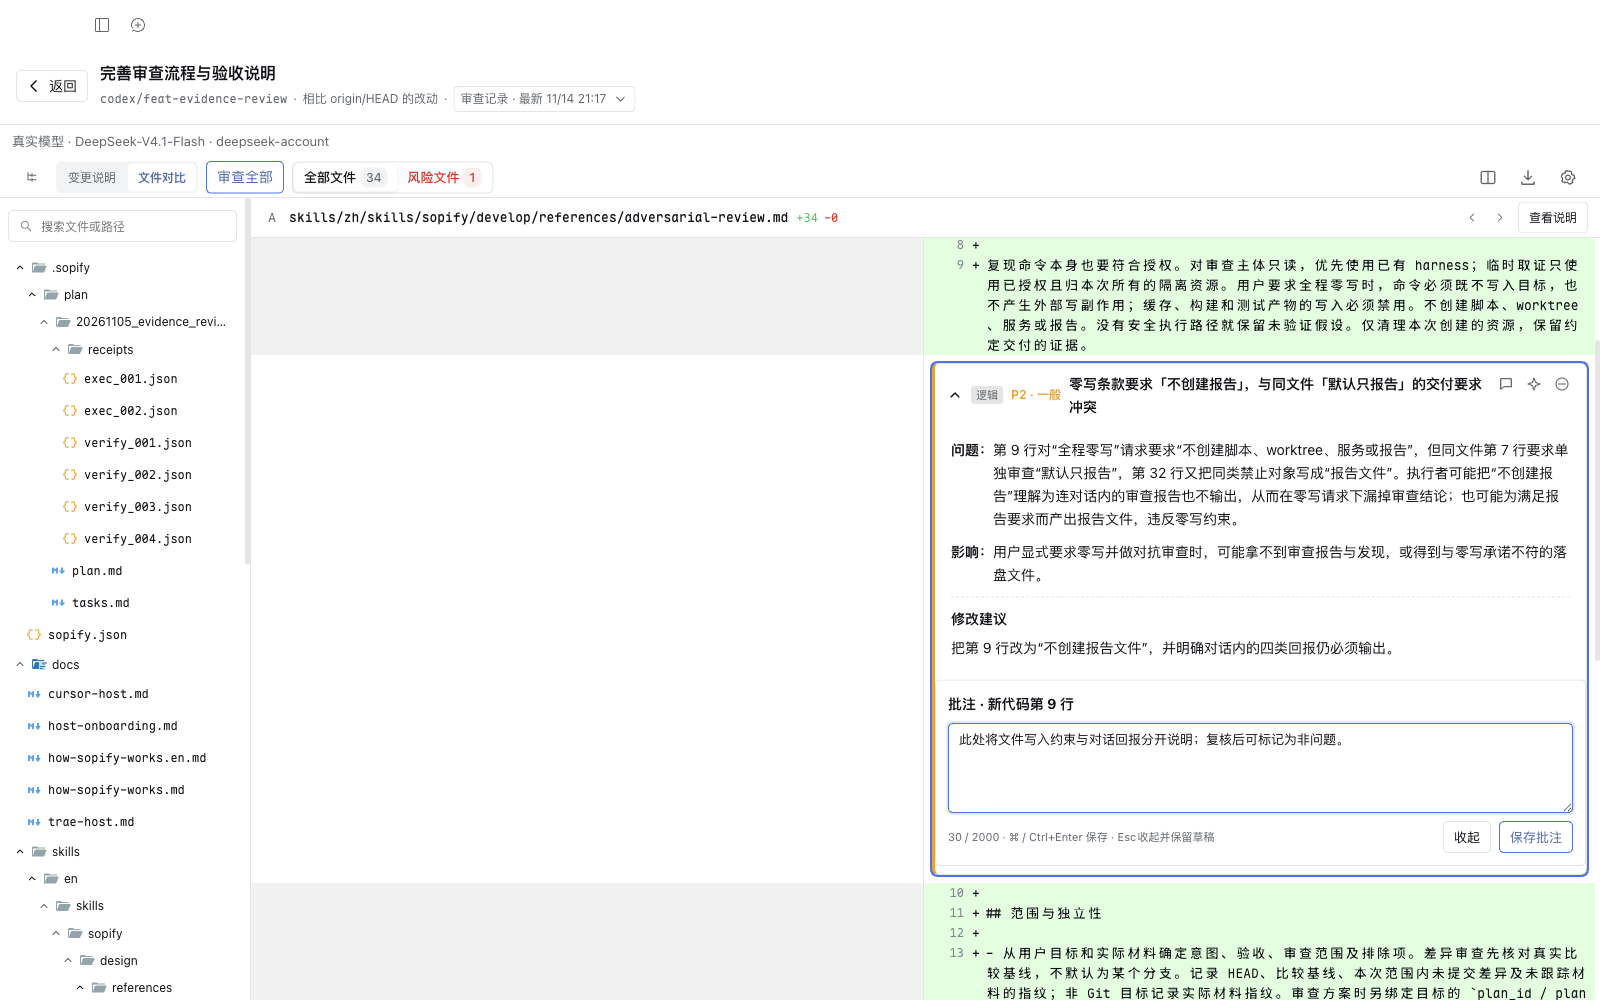 返回
完善审查流程与验收说明
codex/feat-evidence-review · 相比 origin/HEAD 的改动 · 审查记录 · 最新 11/14 21:17
真实模型 · DeepSeek-V4.1-Flash · deepseek-account
变更说明 文件对比 审查全部 全部文件 34 风险文件 1
搜索文件或路径
.sopify
plan
20261105_evidence_revi...
receipts
exec_001.json
exec_002.json
verify_001.json
verify_002.json
verify_003.json
verify_004.json
plan.md
tasks.md
sopify.json
docs
cursor-host.md
host-onboarding.md
how-sopify-works.en.md
how-sopify-works.md
trae-host.md
skills
en
skills
sopify
design
references
A skills/zh/skills/sopify/develop/references/adversarial-review.md +34 -0
查看说明
8 +
9 + 复现命令本身也要符合授权。对审查主体只读，优先使用已有 harness；临时取证只使
用已授权且归本次所有的隔离资源。用户要求全程零写时，命令必须既不写入目标，也
不产生外部写副作用；缓存、构建和测试产物的写入必须禁用。不创建脚本、worktree
、服务或报告。没有安全执行路径就保留未验证假设。仅清理本次创建的资源，保留约
定交付的证据。
逻辑 P2 · 一般 零写条款要求「不创建报告」，与同文件「默认只报告」的交付要求
冲突
问题： 第 9 行对“全程零写”请求要求“不创建脚本、worktree、服务或报告”，但同文件第 7 行要求单
独审查“默认只报告”，第 32 行又把同类禁止对象写成“报告文件”。执行者可能把“不创建报
告”理解为连对话内的审查报告也不输出，从而在零写请求下漏掉审查结论；也可能为满足报
告要求而产出报告文件，违反零写约束。
影响： 用户显式要求零写并做对抗审查时，可能拿不到审查报告与发现，或得到与零写承诺不符的落
盘文件。
修改建议
把第 9 行改为“不创建报告文件”，并明确对话内的四类回报仍必须输出。
批注 · 新代码第 9 行
此处将文件写入约束与对话回报分开说明；复核后可标记为非问题。
30 / 2000 · ⌘ / Ctrl+Enter 保存 · Esc收起并保留草稿
收起 保存批注
10 +
11 + ## 范围与独立性
12 +
13 + - 从用户目标和实际材料确定意图、验收、审查范围及排除项。差异审查先核对真实比
较基线，不默认为某个分支。记录 HEAD、比较基线、本次范围内未提交差异及未跟踪材
料的指纹；非 Git 目标记录实际材料指纹。审查方案时另绑定目标的 `plan_id / plan